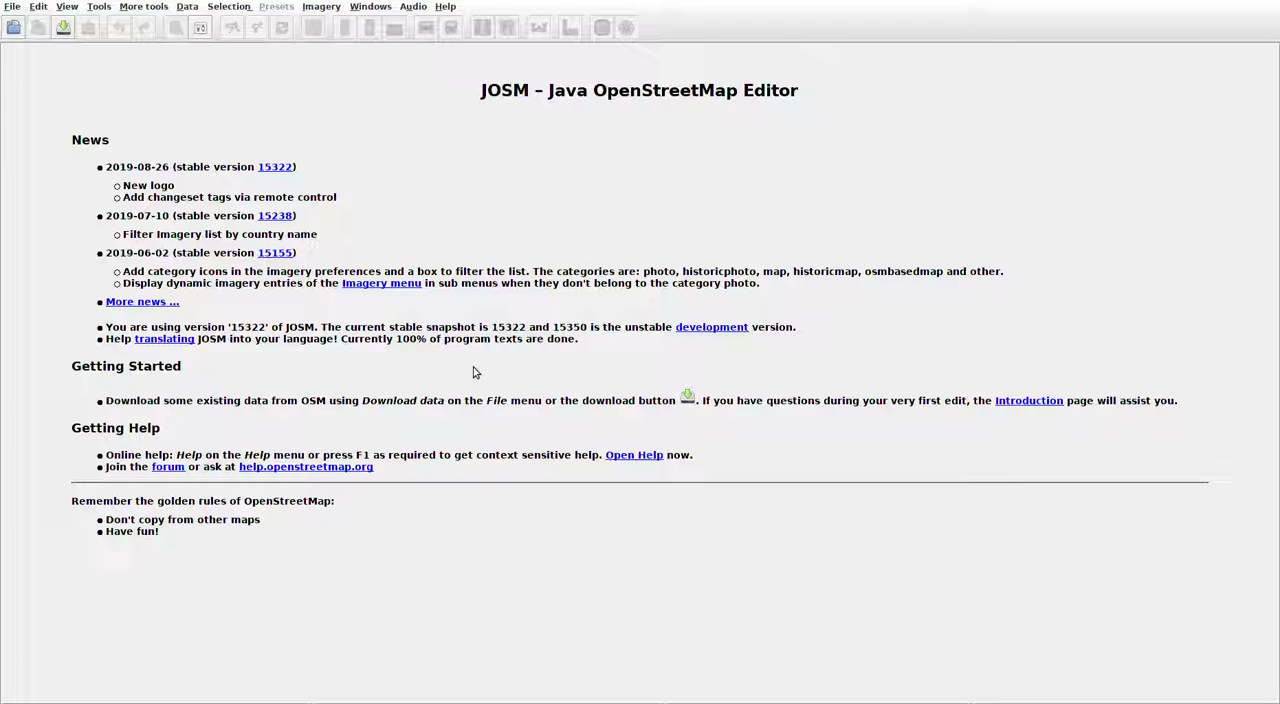 File Edit View Tools More tools Data Selection Presets Imagery Windows Audio Help
JOSM – Java OpenStreetMap Editor
News
2019-08-26 (stable version 15322)
New logo
Add changeset tags via remote control
2019-07-10 (stable version 15238)
Filter Imagery list by country name
2019-06-02 (stable version 15155)
Add category icons in the imagery preferences and a box to filter the list. The categories are: photo, historicphoto, map, historicmap, osmbasedmap and other.
Display dynamic imagery entries of the Imagery menu in sub menus when they don't belong to the category photo.
More news ...
You are using version '15322' of JOSM. The current stable snapshot is 15322 and 15350 is the unstable development version.
Help translating JOSM into your language! Currently 100% of program texts are done.
Getting Started
Download some existing data from OSM using Download data on the File menu or the download button . If you have questions during your very first edit, the Introduction page will assist you.
Getting Help
Online help: Help on the Help menu or press F1 as required to get context sensitive help. Open Help now.
Join the forum or ask at help.openstreetmap.org
Remember the golden rules of OpenStreetMap:
Don't copy from other maps
Have fun!